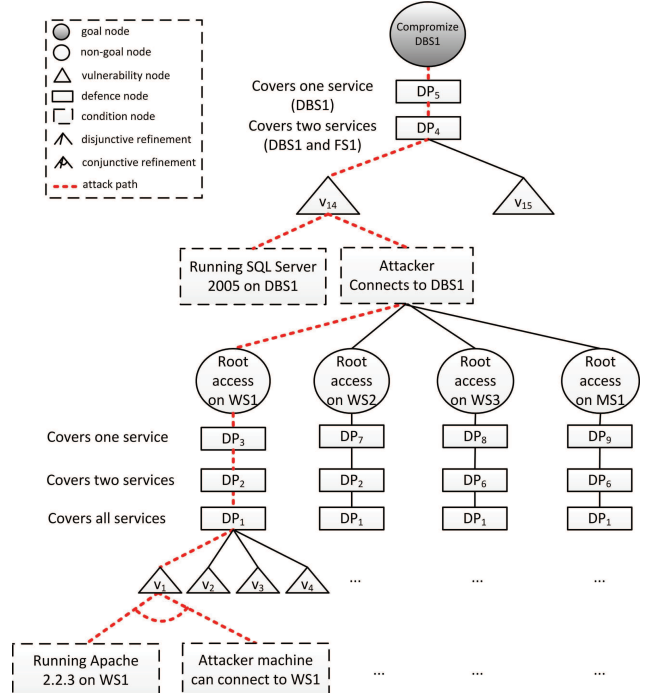 goal node
non-goal node
vulnerability node
defence node
condition node
disjunctive refinement
conjunctive refinement
attack path
Compromize
DBS1
Covers one service
(DBS1)
DP5
Covers two services
(DBS1 and FS1)
DP4
v14
v15
Running SQL Server
2005 on DBS1
Attacker
Connects to DBS1
Root
access
on WS1
Root
access
on WS2
Root
access
on WS3
Root
access
on MS1
Covers one service
DP3
DP7
DP8
DP9
Covers two services
DP2
DP2
DP6
DP6
Covers all services
DP1
DP1
DP1
DP1
v1
v2
v3
v4
...
...
...
Running Apache
2.2.3 on WS1
Attacker machine
can connect to WS1
...
...
...